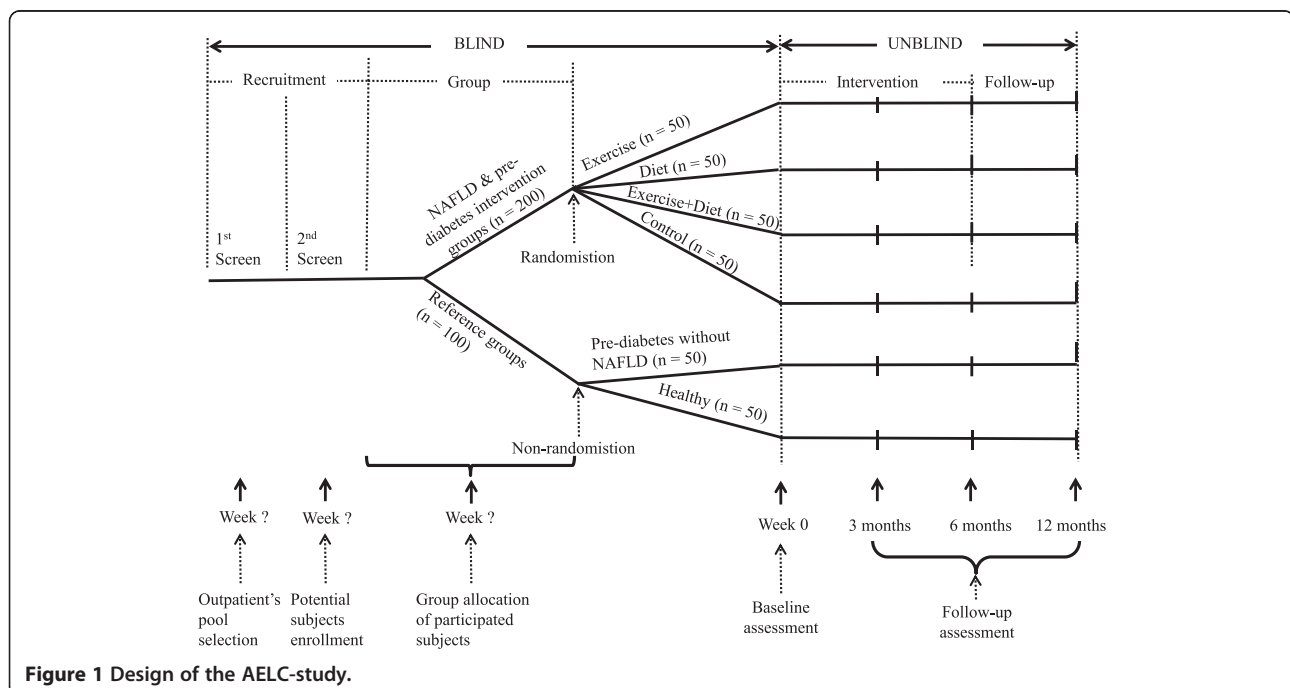 BLIND
UNBLIND
Recruitment
Group
Intervention
Follow-up
1st
Screen
2nd
Screen
NAFLD & pre-
diabetes intervention
groups (n = 200)
Exercise (n = 50)
Diet (n = 50)
Exercise+Diet (n = 50)
Control (n = 50)
Randomistion
Reference groups
(n = 100)
Pre-diabetes without
NAFLD (n = 50)
Healthy (n = 50)
Non-randomistion
Week ?
Week ?
Week ?
Week 0
3 months
6 months
12 months
Outpatient's
pool
selection
Potential
subjects
enrollment
Group allocation
of participated
subjects
Baseline
assessment
Follow-up
assessment
Figure 1 Design of the AELC-study.